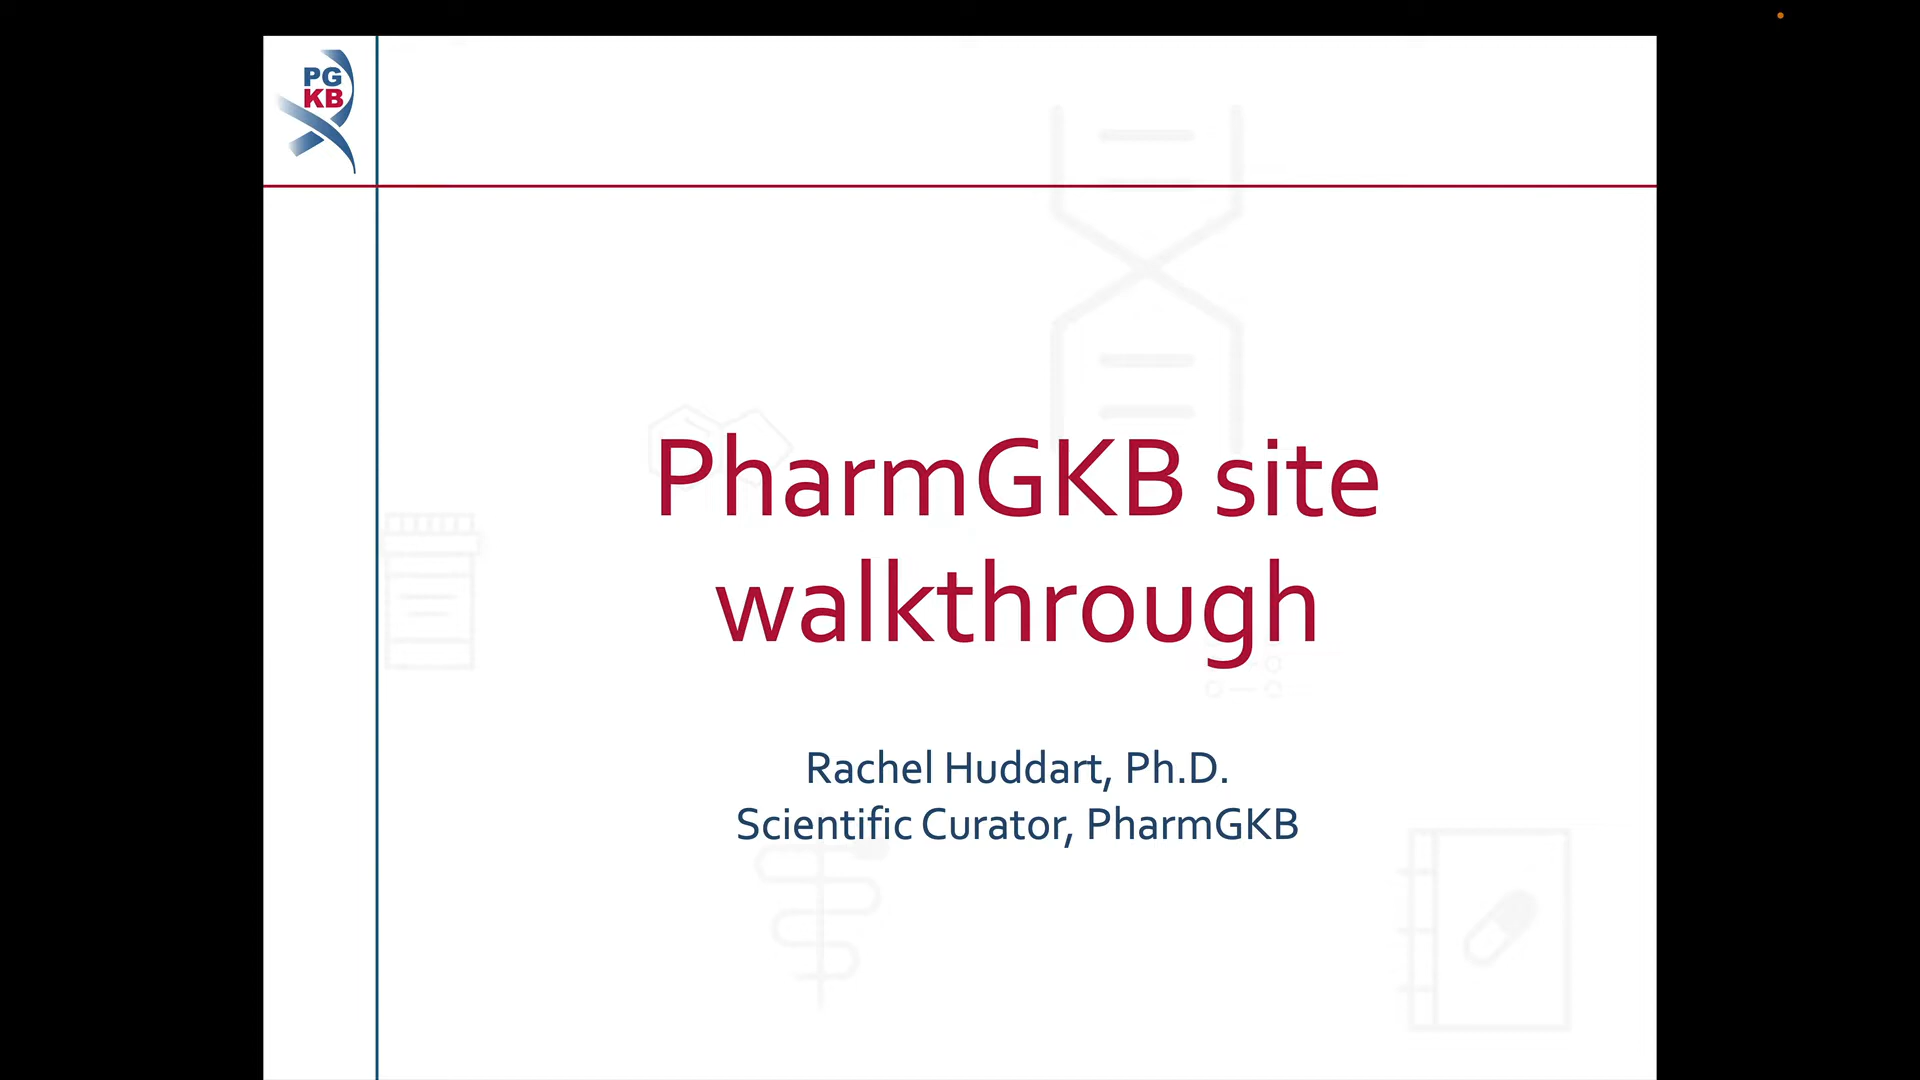 PG
KB
PharmGKB site
walkthrough
Rachel Huddart, Ph.D.
Scientific Curator, PharmGKB